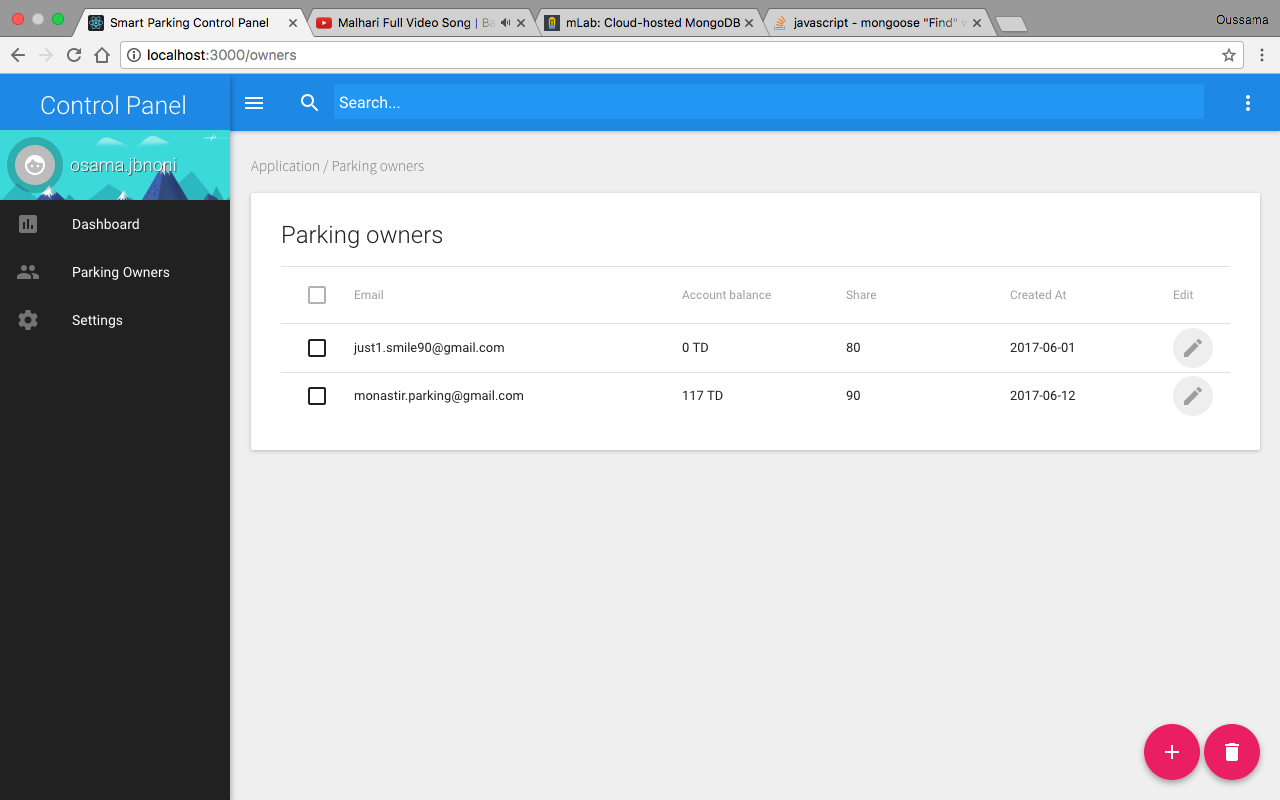 Smart Parking Control Panel
Malhari Full Video Song | Ba
mLab: Cloud-hosted MongoDB
javascript - mongoose "Find" w
Oussama
localhost:3000/owners
Control Panel
Search...
osama.jbnoni
Application / Parking owners
Dashboard
Parking Owners
Settings
Parking owners
Email Account balance Share Created At Edit
just1.smile90@gmail.com 0 TD 80 2017-06-01
monastir.parking@gmail.com 117 TD 90 2017-06-12